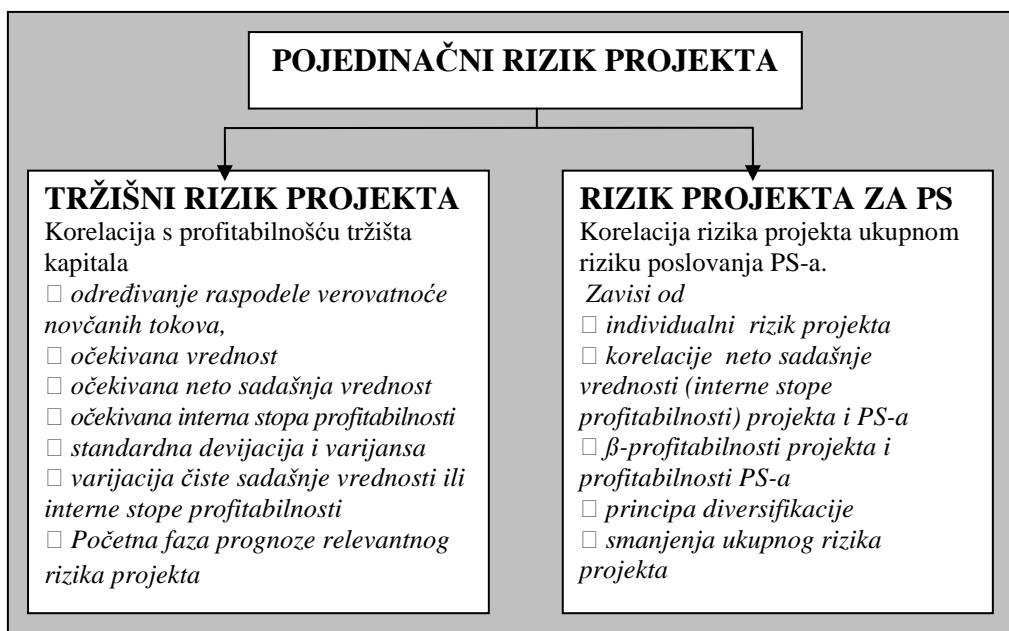 POJEDINAČNI RIZIK PROJEKTA
TRŽIŠNI RIZIK PROJEKTA
Korelacija s profitabilnošću tržišta
kapitala
□ određivanje raspodele verovatnoće
novčanih tokova,
□ očekivana vrednost
□ očekivana neto sadašnja vrednost
□ očekivana interna stopa profitabilnosti
□ standardna devijacija i varijansa
□ varijacija čiste sadašnje vrednosti ili
interne stope profitabilnosti
□ Početna faza prognoze relevantnog
rizika projekta
RIZIK PROJEKTA ZA PS
Korelacija rizika projekta ukupnom
riziku poslovanja PS-a.
Zavisi od
□ individualni rizik projekta
□ korelacije neto sadašnje
vrednosti (interne stope
profitabilnosti) projekta i PS-a
□ ß-profitabilnosti projekta i
profitabilnosti PS-a
□ principa diversifikacije
□ smanjenja ukupnog rizika
projekta